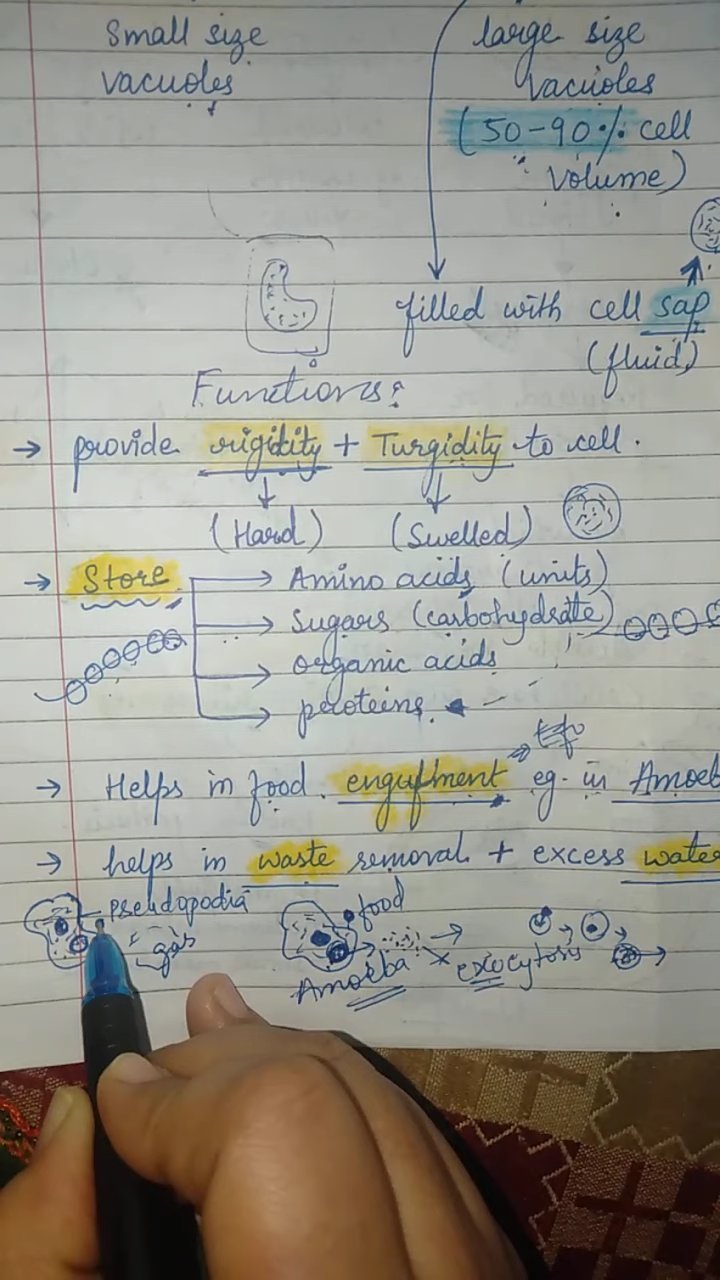 Small size
vacuoles
large size
vacuoles
(50-90% cell
volume)
filled with cell sap
(fluid)
Functions:
→ provide rigidity + Turgidity to cell.
(Hard) (Swelled)
→ Store → Amino acids (units)
→ Sugars (carbohydrate)
→ organic acids
→ proteins
→ Helps in food engulfment eg. in Amoeb
→ helps in waste removal + excess water
pseudopodia
gas
food
Amoeba
exocytosis